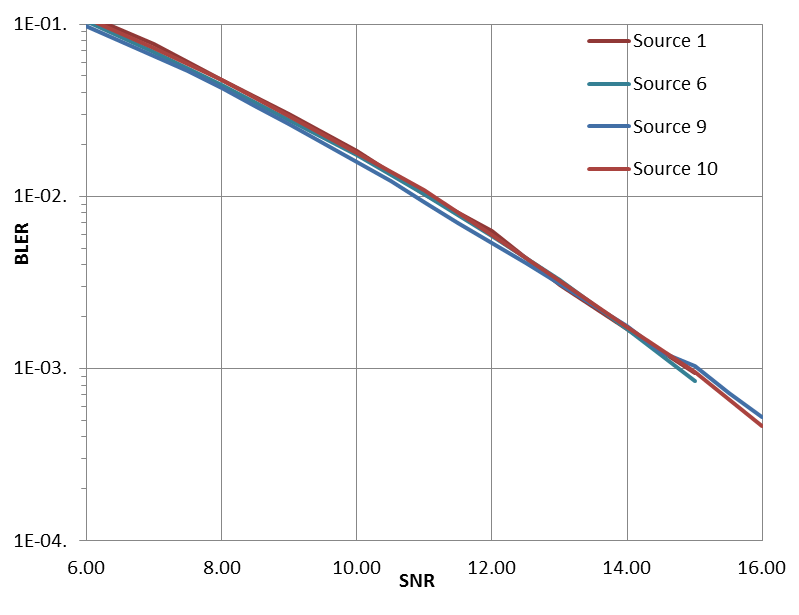 1E-01.
1E-02.
1E-03.
1E-04.
BLER
6.00 8.00 10.00 12.00 14.00 16.00
SNR
Source 1
Source 6
Source 9
Source 10